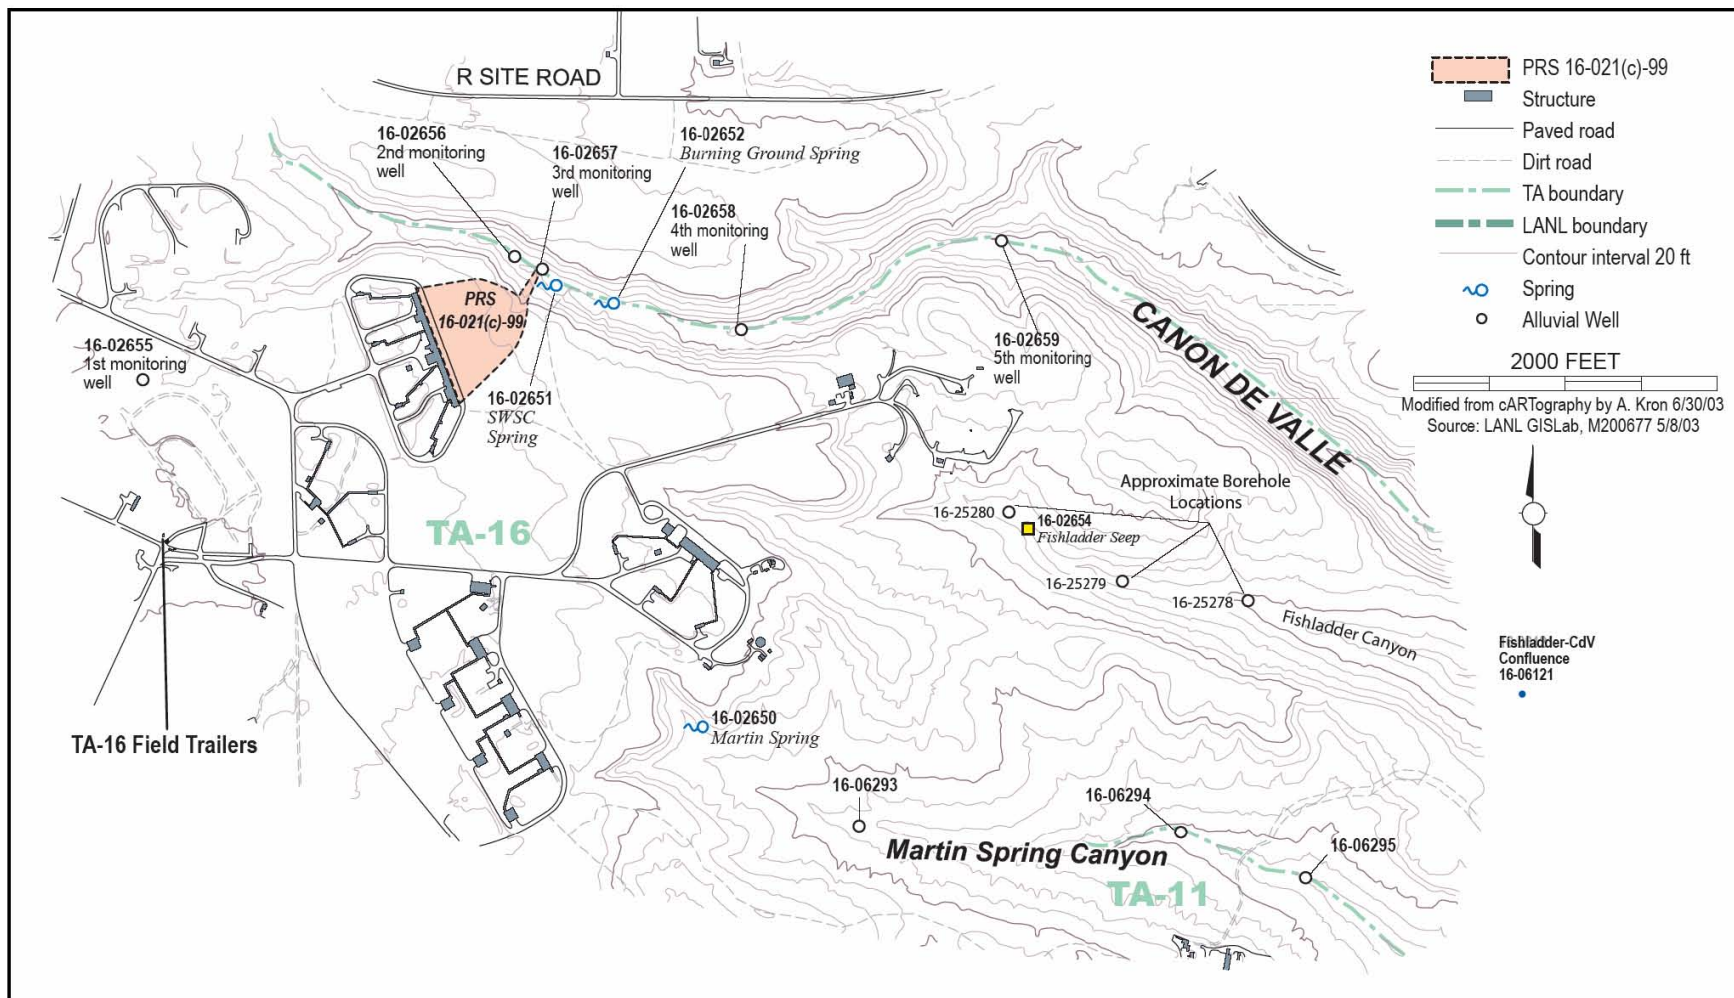 R SITE ROAD
16-02656
2nd monitoring
well
16-02657
3rd monitoring
well
16-02652
Burning Ground Spring
16-02658
4th monitoring
well
PRS
16-021(c)-99
16-02655
1st monitoring
well
16-02651
SWSC
Spring
16-02659
5th monitoring
well
CANON DE VALLE
PRS 16-021(c)-99
Structure
Paved road
Dirt road
TA boundary
LANL boundary
Contour interval 20 ft
Spring
Alluvial Well
2000 FEET
Modified from cARTography by A. Kron 6/30/03
Source: LANL GISLab, M200677 5/8/03
Approximate Borehole
Locations
16-25280
16-02654
Fishladder Seep
16-25279
16-25278
Fishladder Canyon
TA-16
Fishladder-CdV
Confluence
16-06121
TA-16 Field Trailers
16-02650
Martin Spring
16-06293
16-06294
16-06295
Martin Spring Canyon
TA-11